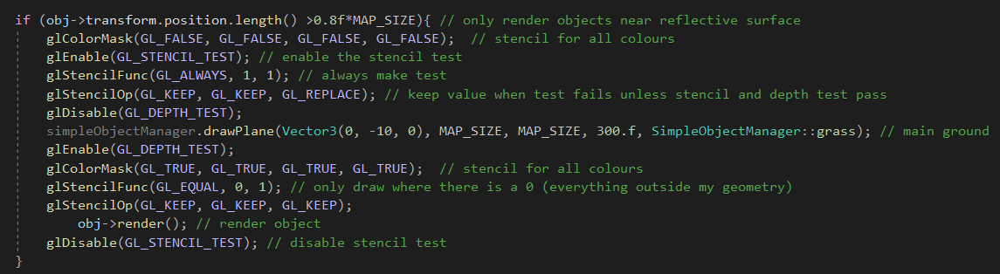 if (obj->transform.position.length() >0.8f*MAP_SIZE){ // only render objects near reflective surface
glColorMask(GL_FALSE, GL_FALSE, GL_FALSE, GL_FALSE);  // stencil for all colours
glEnable(GL_STENCIL_TEST); // enable the stencil test
glStencilFunc(GL_ALWAYS, 1, 1); // always make test
glStencilOp(GL_KEEP, GL_KEEP, GL_REPLACE); // keep value when test fails unless stencil and depth test pass
glDisable(GL_DEPTH_TEST);
simpleObjectManager.drawPlane(Vector3(0, -10, 0), MAP_SIZE, MAP_SIZE, 300.f, SimpleObjectManager::grass); // main ground
glEnable(GL_DEPTH_TEST);
glColorMask(GL_TRUE, GL_TRUE, GL_TRUE, GL_TRUE);  // stencil for all colours
glStencilFunc(GL_EQUAL, 0, 1); // only draw where there is a 0 (everything outside my geometry)
glStencilOp(GL_KEEP, GL_KEEP, GL_KEEP);
obj->render(); // render object
glDisable(GL_STENCIL_TEST); // disable stencil test
}